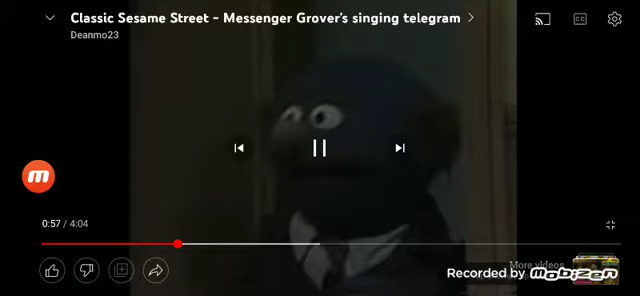 Classic Sesame Street - Messenger Grover's singing telegram
Deanmo23
m
0:57 / 4:04
More videos
Recorded by Mobizen